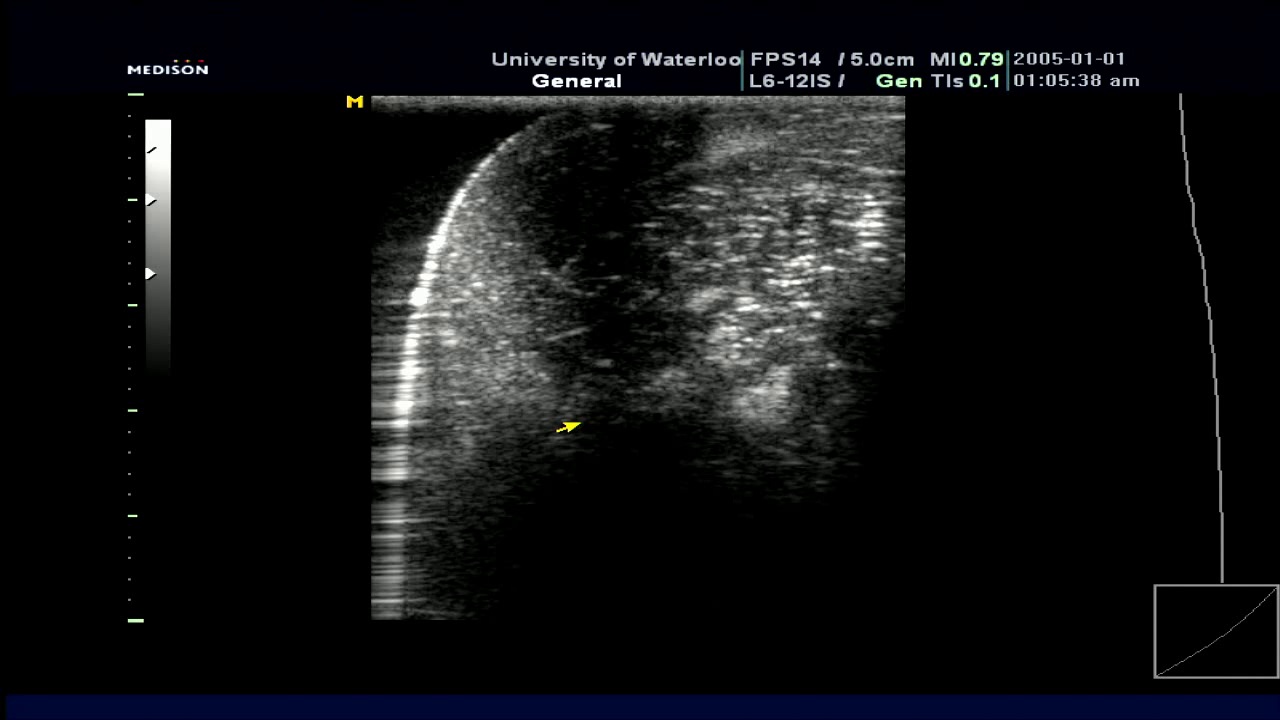 MEDISON
University of Waterloo FPS14 / 5.0cm MI0.79 2005-01-01
General L6-12IS / Gen TIs 0.1 01:05:38 am
M